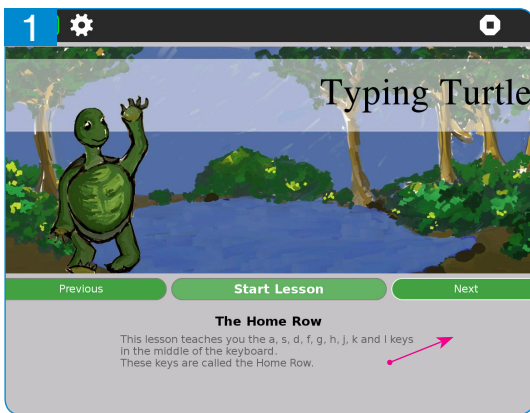 1
Typing Turtle
Previous
Start Lesson
Next
The Home Row
This lesson teaches you the a, s, d, f, g, h, j, k and l keys
in the middle of the keyboard.
These keys are called the Home Row.